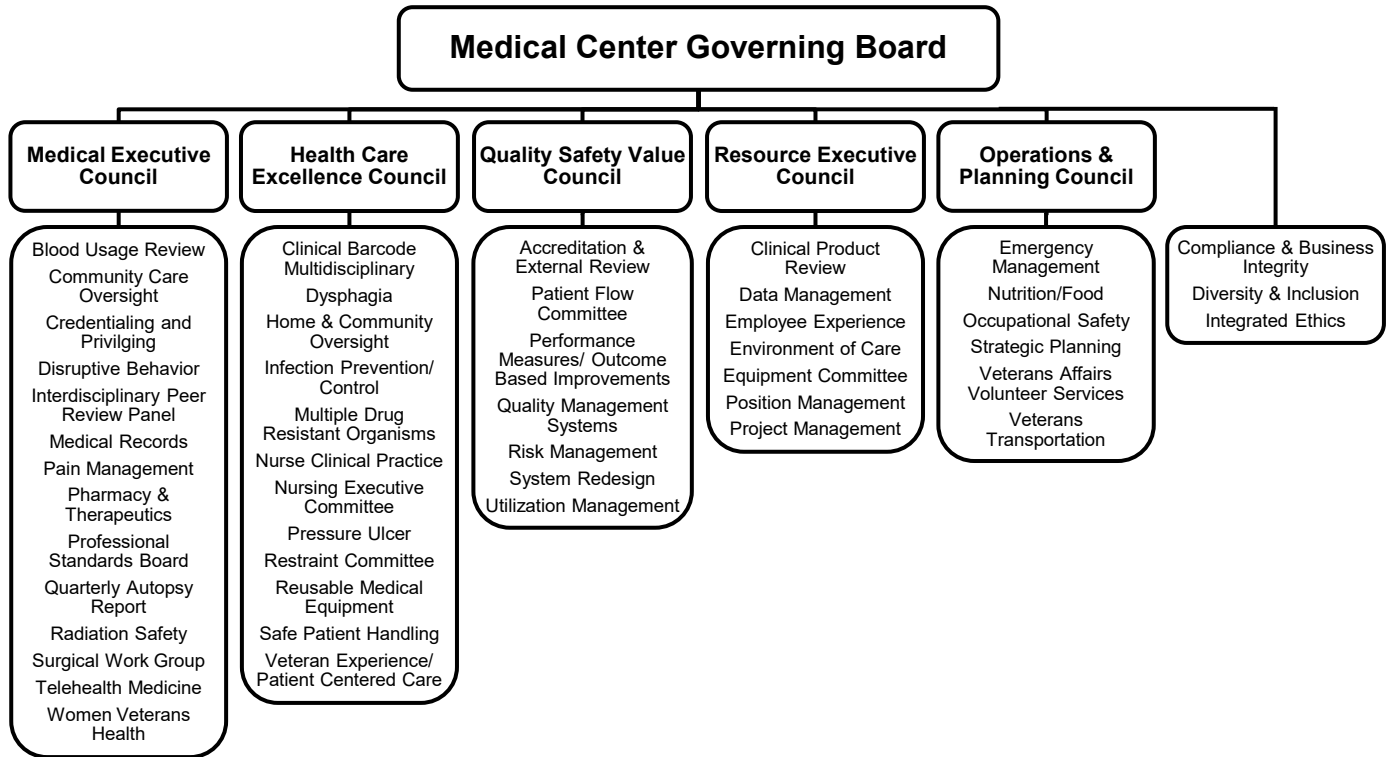 Medical Center Governing Board
Medical Executive
Council
Health Care
Excellence Council
Quality Safety Value
Council
Resource Executive
Council
Operations &
Planning Council
Blood Usage Review
Community Care
Oversight
Credentialing and
Privilging
Disruptive Behavior
Interdisciplinary Peer
Review Panel
Medical Records
Pain Management
Pharmacy &
Therapeutics
Professional
Standards Board
Quarterly Autopsy
Report
Radiation Safety
Surgical Work Group
Telehealth Medicine
Women Veterans
Health
Clinical Barcode
Multidisciplinary
Dysphagia
Home & Community
Oversight
Infection Prevention/
Control
Multiple Drug
Resistant Organisms
Nurse Clinical Practice
Nursing Executive
Committee
Pressure Ulcer
Restraint Committee
Reusable Medical
Equipment
Safe Patient Handling
Veteran Experience/
Patient Centered Care
Accreditation &
External Review
Patient Flow
Committee
Performance
Measures/ Outcome
Based Improvements
Quality Management
Systems
Risk Management
System Redesign
Utilization Management
Clinical Product
Review
Data Management
Employee Experience
Environment of Care
Equipment Committee
Position Management
Project Management
Emergency
Management
Nutrition/Food
Occupational Safety
Strategic Planning
Veterans Affairs
Volunteer Services
Veterans
Transportation
Compliance & Business
Integrity
Diversity & Inclusion
Integrated Ethics